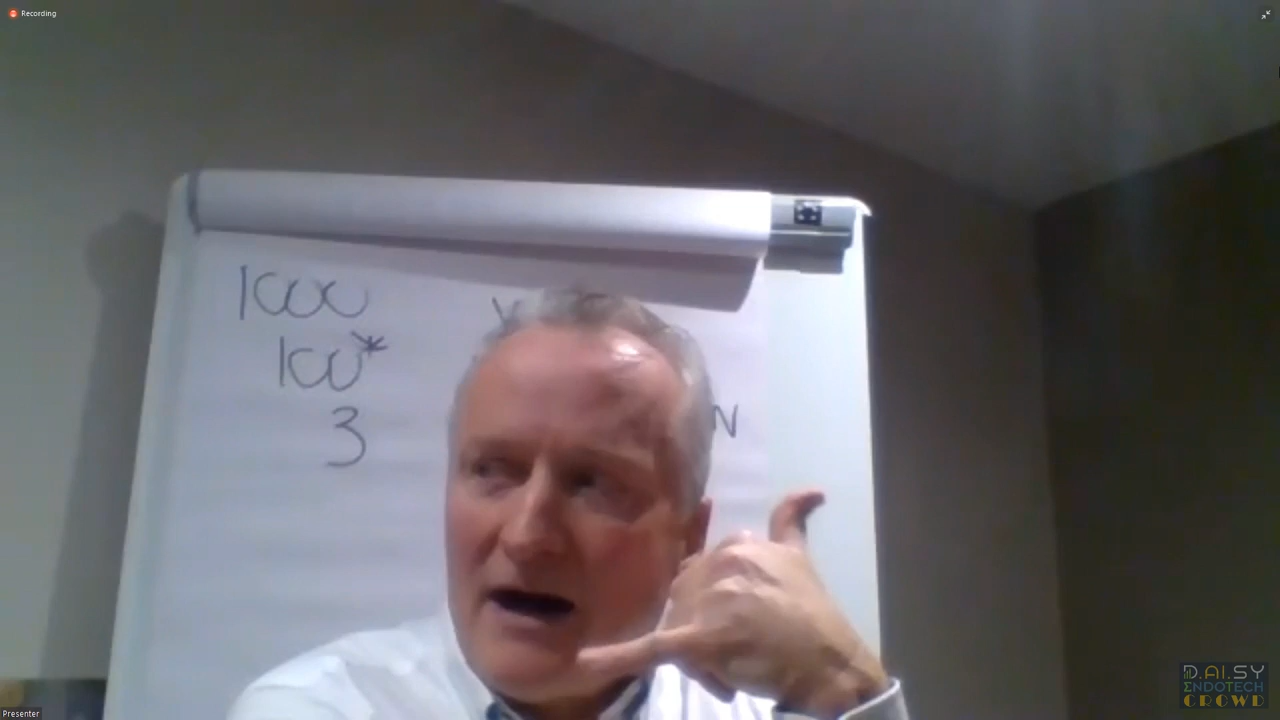 Recording
1000
100*
3
N
Presenter
D.AI.SY
ENDOTECH
CROWD